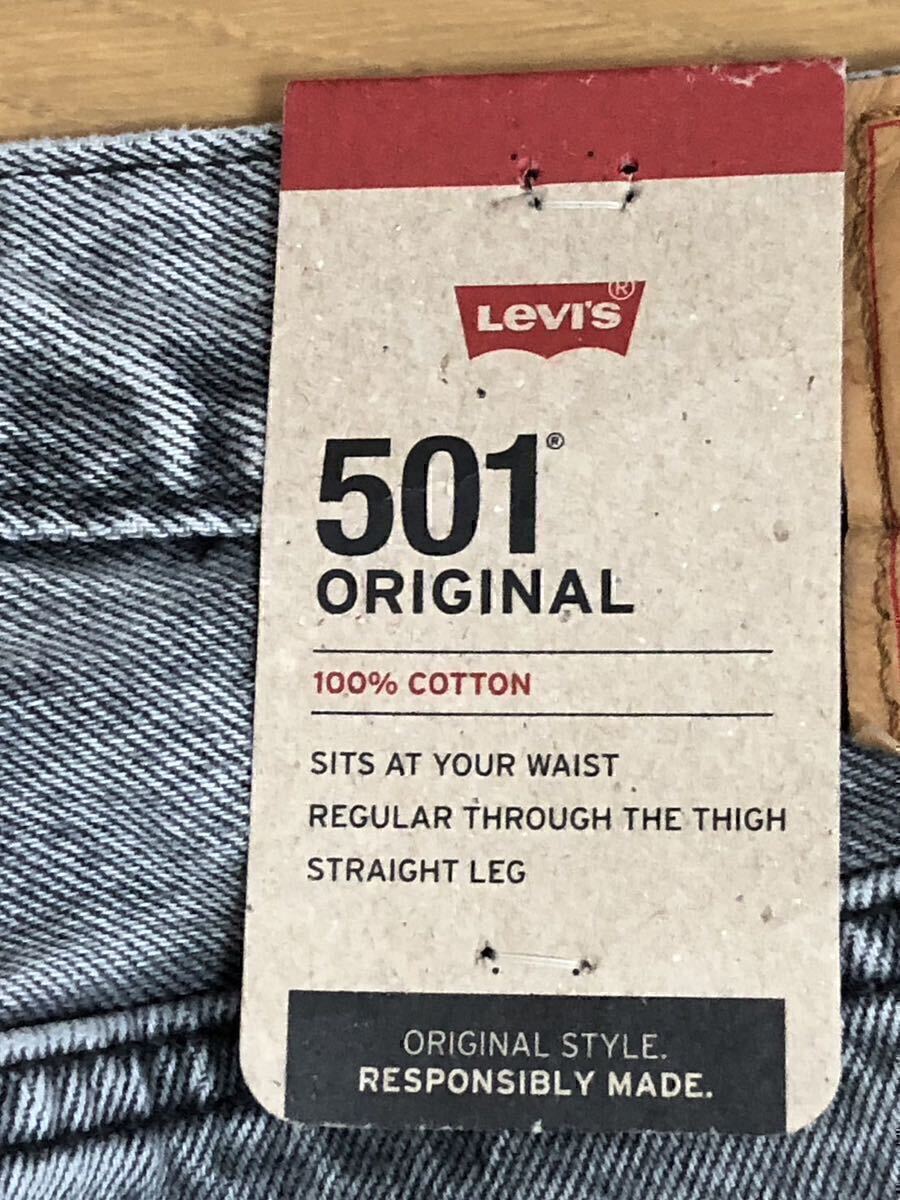 LEVI'S®
501®
ORIGINAL
100% COTTON
SITS AT YOUR WAIST
REGULAR THROUGH THE THIGH
STRAIGHT LEG
ORIGINAL STYLE.
RESPONSIBLY MADE.